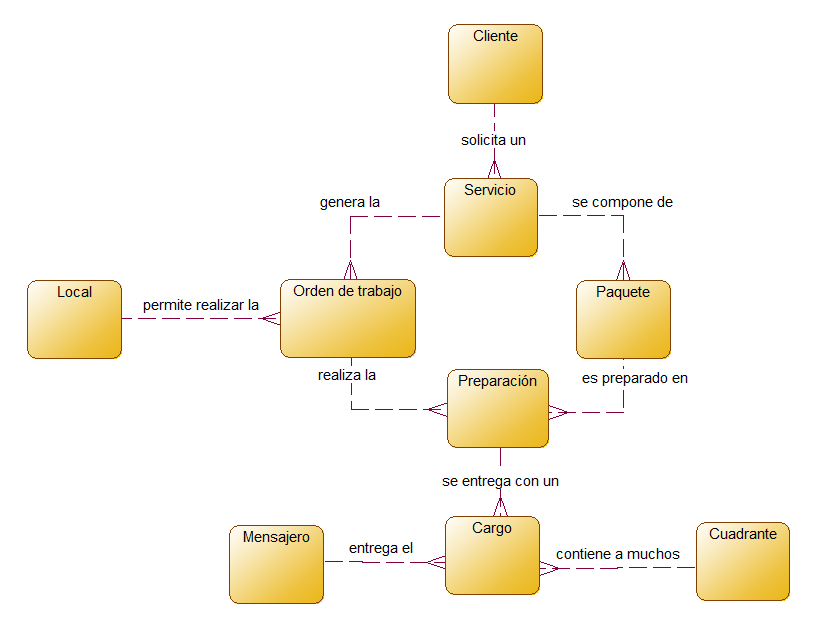 Cliente
solicita un
Servicio
genera la
se compone de
Local
permite realizar la
Orden de trabajo
Paquete
realiza la
Preparación
es preparado en
se entrega con un
Mensajero
entrega el
Cargo
contiene a muchos
Cuadrante